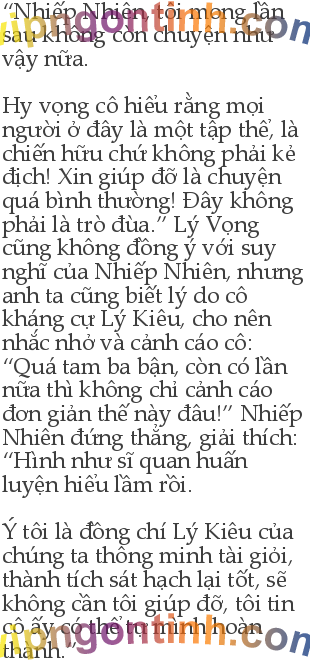 “Nhiếp Nhiên, tôi mong lần
sau không còn chuyện như
vậy nữa.
Hy vọng cô hiểu rằng mọi
người ở đây là một tập thể, là
chiến hữu chứ không phải kẻ
địch! Xin giúp đỡ là chuyện
quá bình thường! Đây không
phải là trò đùa.” Lý Vọng
cũng không đồng ý với suy
nghĩ của Nhiếp Nhiên, nhưng
anh ta cũng biết lý do cô
kháng cự Lý Kiêu, cho nên
nhắc nhở và cảnh cáo cô:
“Quá tam ba bận, còn có lần
nữa thì không chỉ cảnh cáo
đơn giản thế này đâu!” Nhiếp
Nhiên đứng thẳng, giải thích:
“Hình như sĩ quan huấn
luyện hiểu lầm rồi.
Ý tôi là đồng chí Lý Kiêu của
chúng ta thông minh tài giỏi,
thành tích sát hạch lại tốt, sẽ
không cần tôi giúp đỡ, tôi tin
cô ấy có thể tự mình hoàn
thành.”
vipngontinh.com
vipngontinh.com